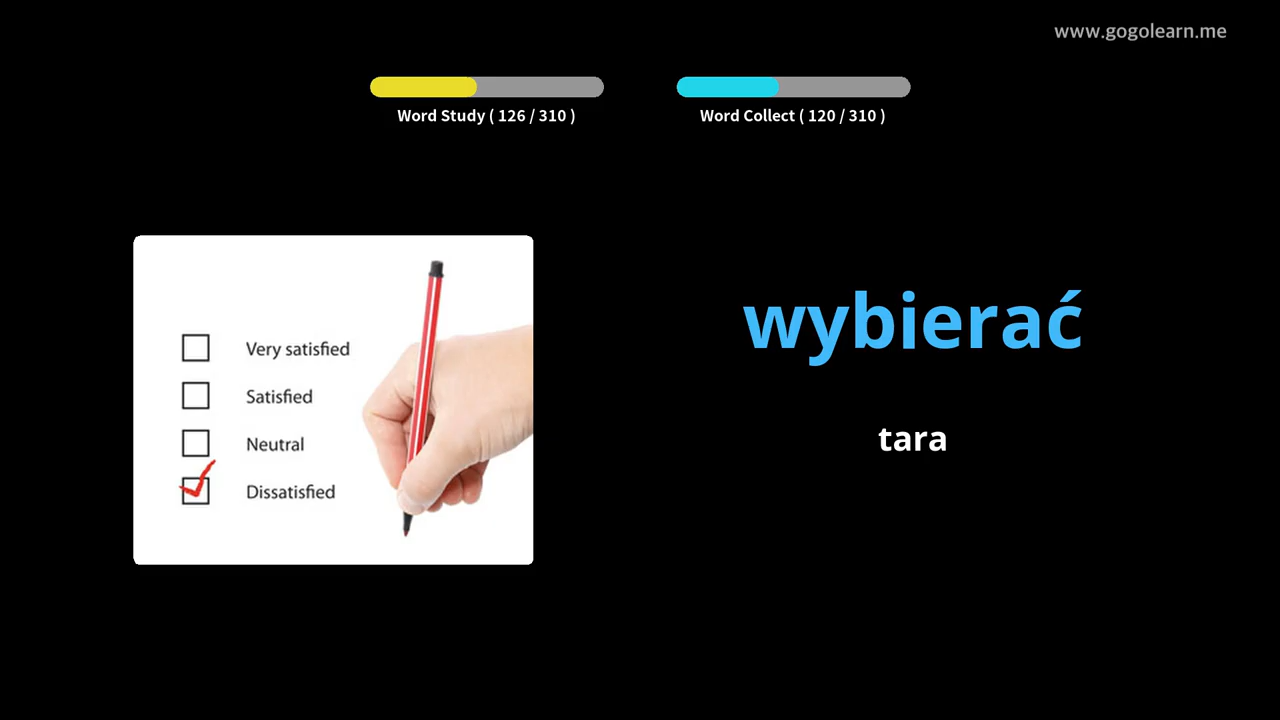 www.gogolearn.me
Word Study ( 126 / 310 )
Word Collect ( 120 / 310 )
Very satisfied
Satisfied
Neutral
Dissatisfied
wybierać
tara